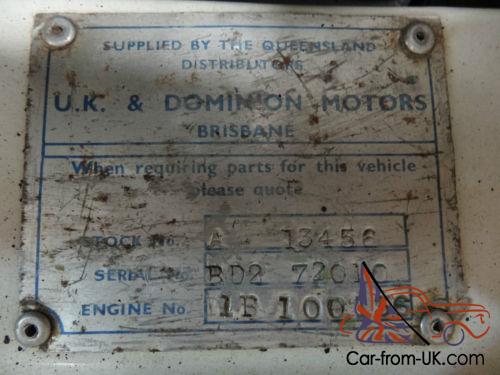 SUPPLIED BY THE QUEENSLAND
DISTRIBUTORS
U.K. & DOMINION MOTORS
BRISBANE
When requiring parts for this vehicle
please quote
STOCK No. A 13456
SERIAL No. BD2
ENGINE No.
Car-from-UK.com